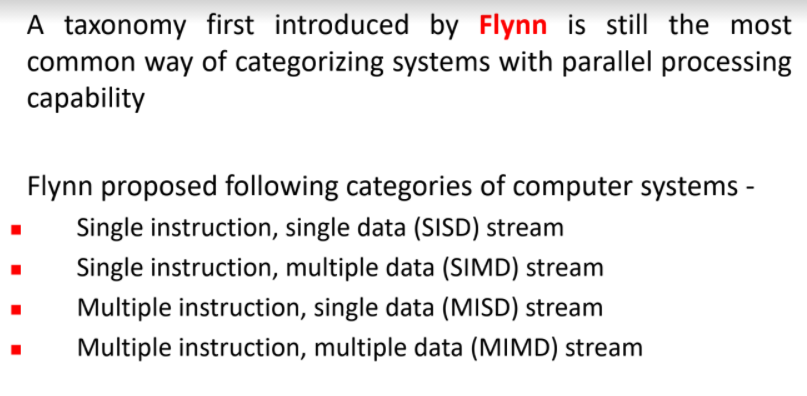 A taxonomy first introduced by Flynn is still the most
common way of categorizing systems with parallel processing
capability
Flynn proposed following categories of computer systems -
▪ Single instruction, single data (SISD) stream
▪ Single instruction, multiple data (SIMD) stream
▪ Multiple instruction, single data (MISD) stream
▪ Multiple instruction, multiple data (MIMD) stream